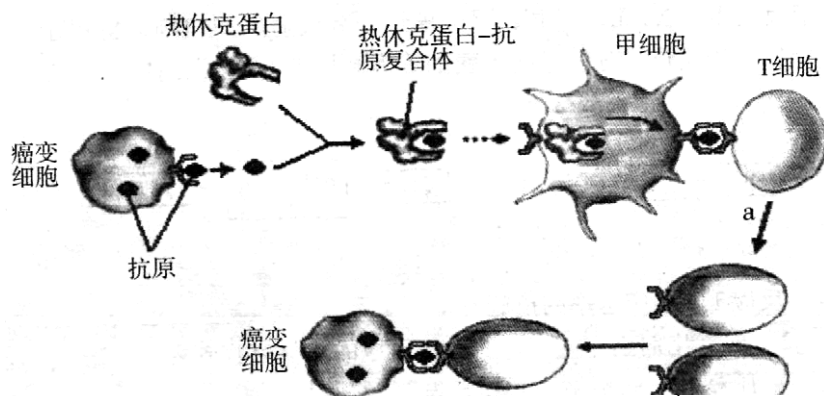 热休克蛋白
热休克蛋白-抗
原复合体
甲细胞
T细胞
癌变
细胞
抗原
a
癌变
细胞